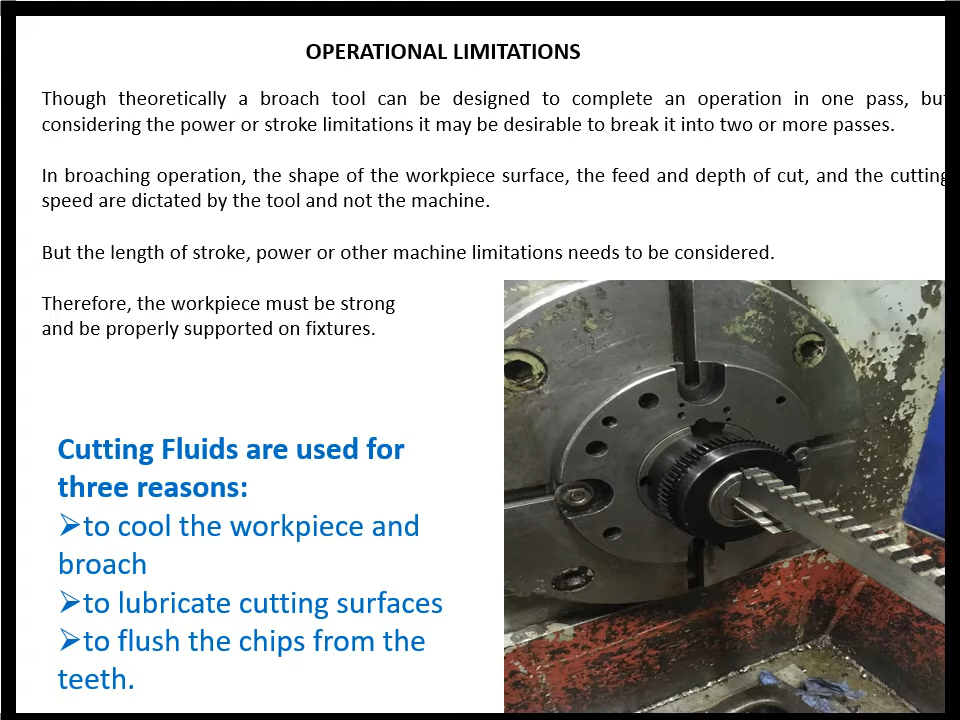 OPERATIONAL LIMITATIONS
Though theoretically a broach tool can be designed to complete an operation in one pass, but
considering the power or stroke limitations it may be desirable to break it into two or more passes.
In broaching operation, the shape of the workpiece surface, the feed and depth of cut, and the cutting
speed are dictated by the tool and not the machine.
But the length of stroke, power or other machine limitations needs to be considered.
Therefore, the workpiece must be strong
and be properly supported on fixtures.
Cutting Fluids are used for
three reasons:
➢to cool the workpiece and
broach
➢to lubricate cutting surfaces
➢to flush the chips from the
teeth.